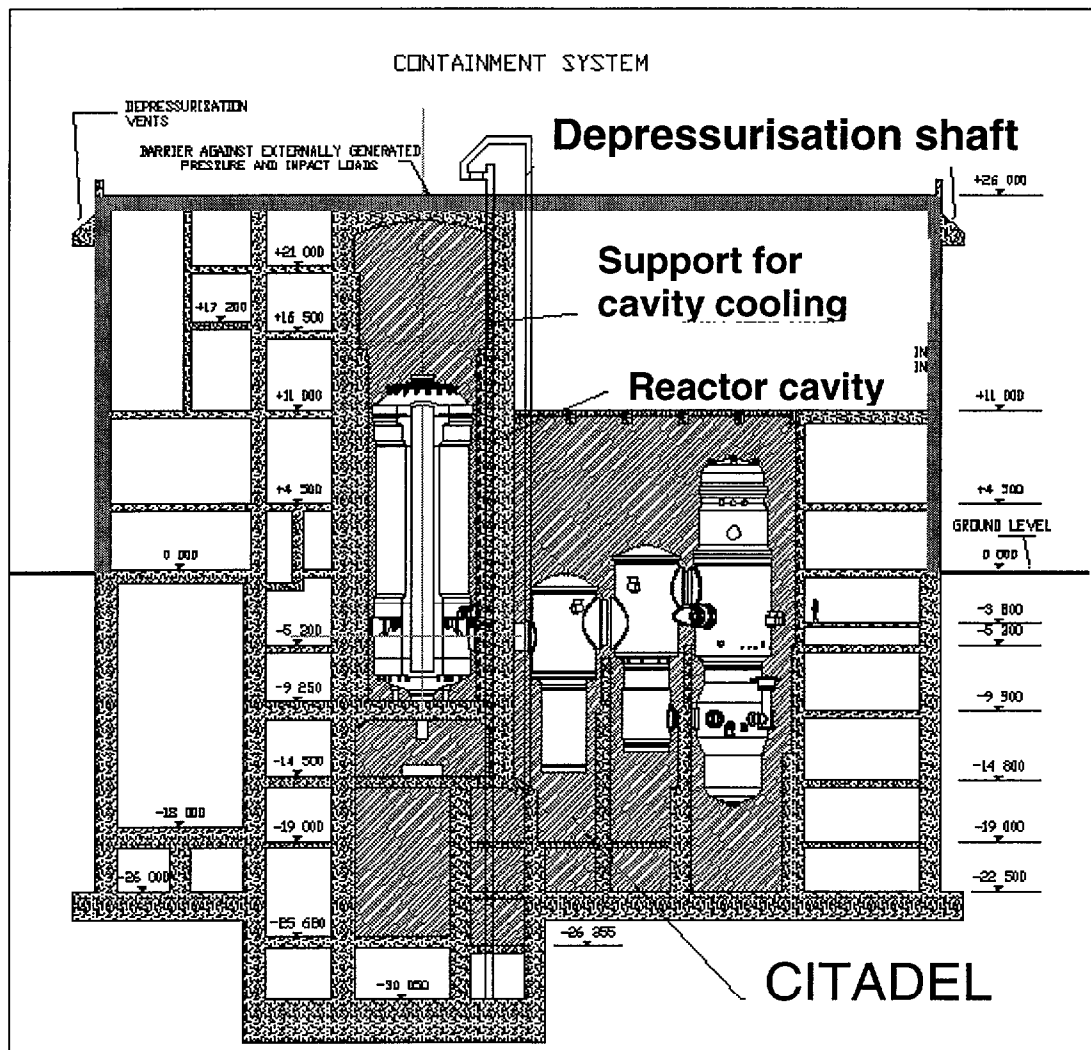 CONTAINMENT SYSTEM
DEPRESSURISATION
VENTS
Depressurisation shaft
BARRIER AGAINST EXTERNALLY GENERATED
PRESSURE AND IMPACT LOADS
+26 000
Support for
cavity cooling
+21 000
+17 200
+16 500
IN
IN
Reactor cavity
+11 000
+11 000
+4 500
+4 500
GROUND LEVEL
0 000
0 000
-3 800
-5 200
-5 200
-9 250
-9 500
-14 500
-14 800
-18 000
-19 000
-19 000
-26 000
-22 500
-25 680
-26 355
-30 050
CITADEL